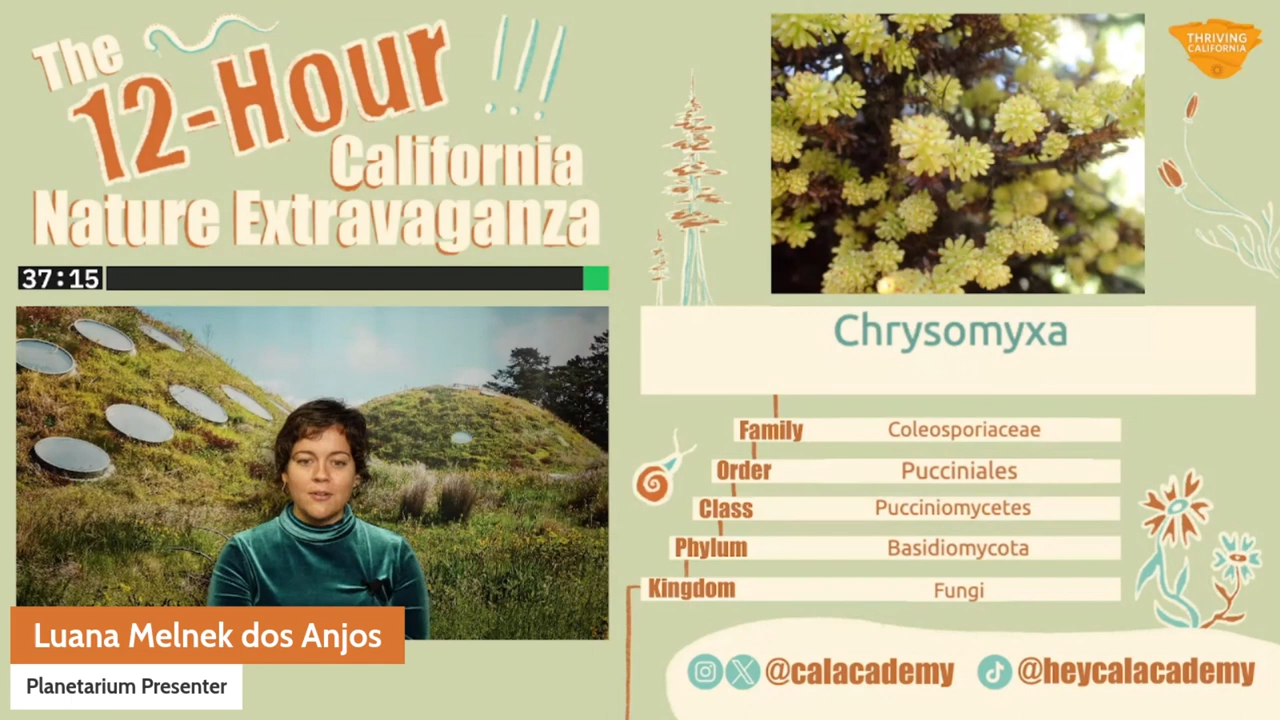 The
12-Hour !!!
California
Nature Extravaganza
37:15
Luana Melnek dos Anjos
Planetarium Presenter
THRIVING
CALIFORNIA
Chrysomyxa
Family Coleosporiaceae
Order Pucciniales
Class Pucciniomycetes
Phylum Basidiomycota
Kingdom Fungi
@calacademy @heycalacademy